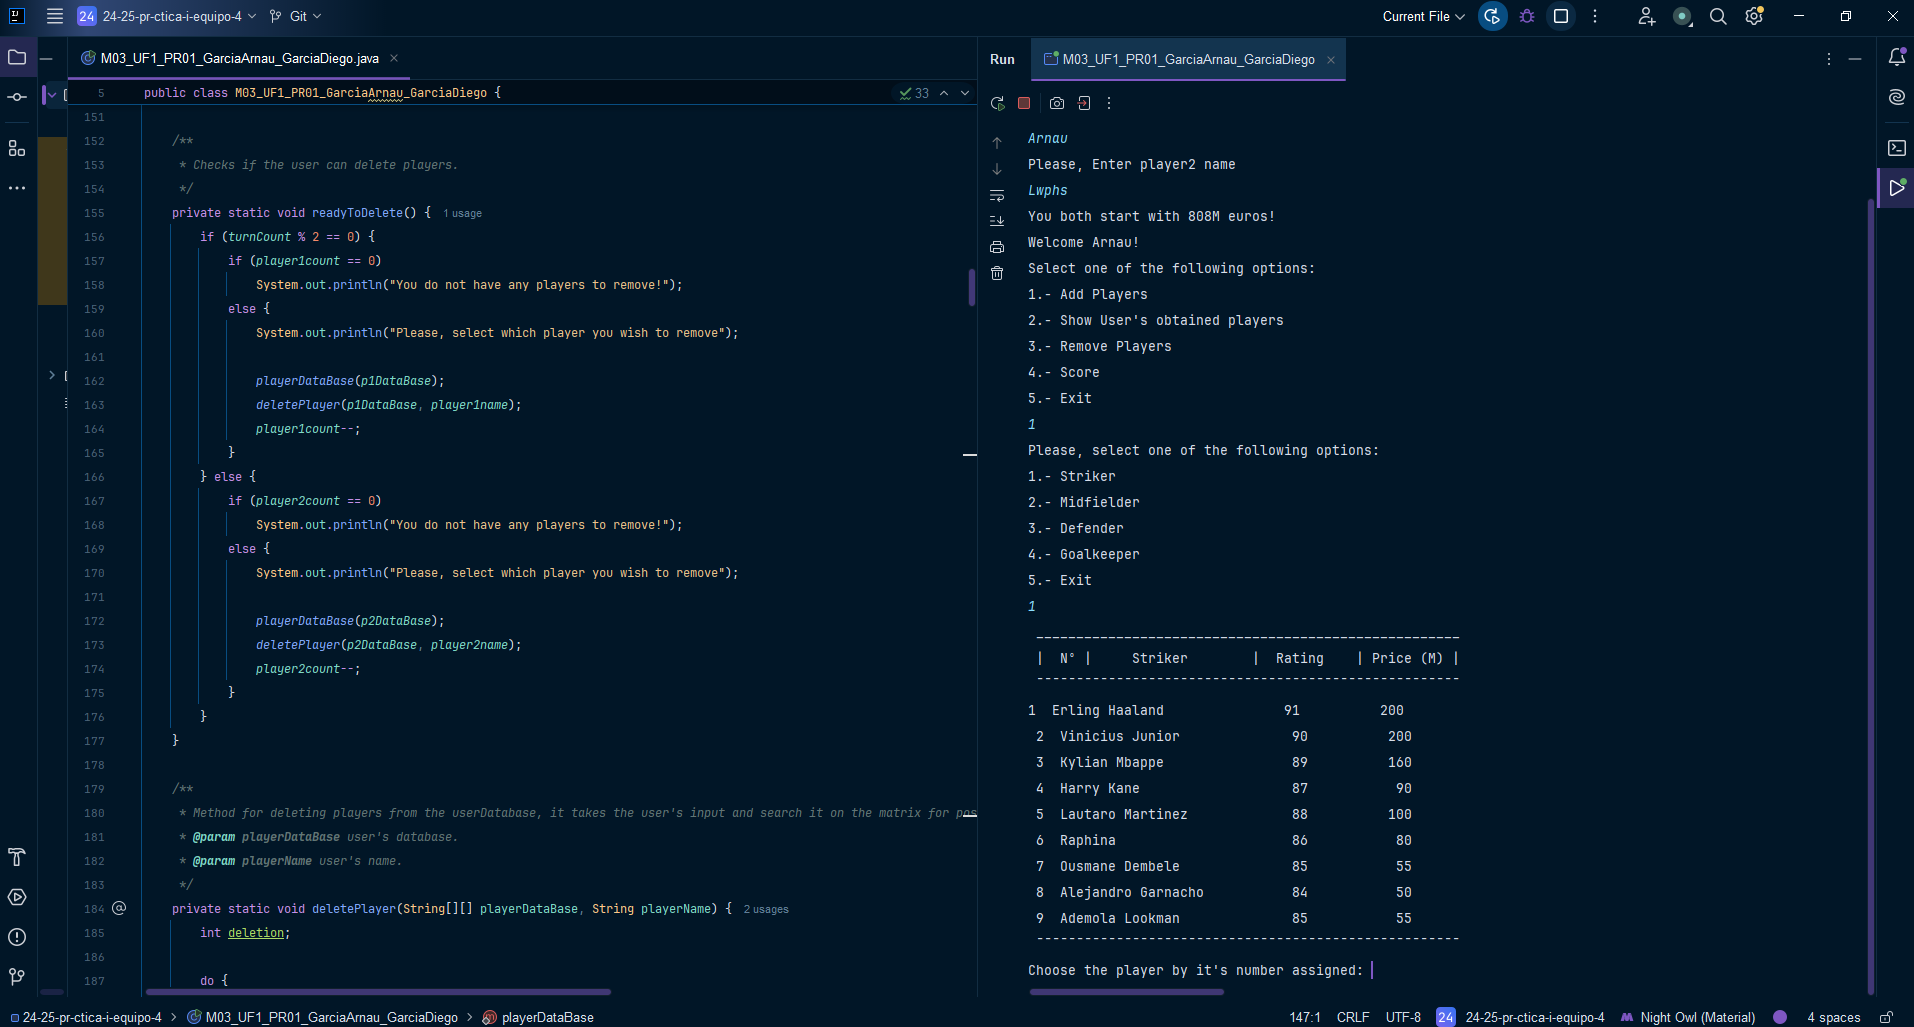 24 24-25-pr-ctica-i-equipo-4 Git Current File
M03_UF1_PR01_GarciaArnau_GarciaDiego.java
5 public class M03_UF1_PR01_GarciaArnau_GarciaDiego { 33
151
152 /**
153 * Checks if the user can delete players.
154 */
155 private static void readyToDelete() { 1 usage
156 if (turnCount % 2 == 0) {
157 if (player1count == 0)
158 System.out.println("You do not have any players to remove!");
159 else {
160 System.out.println("Please, select which player you wish to remove");
161
162 playerDataBase(p1DataBase);
163 deletePlayer(p1DataBase, player1name);
164 player1count--;
165 }
166 } else {
167 if (player2count == 0)
168 System.out.println("You do not have any players to remove!");
169 else {
170 System.out.println("Please, select which player you wish to remove");
171
172 playerDataBase(p2DataBase);
173 deletePlayer(p2DataBase, player2name);
174 player2count--;
175 }
176 }
177 }
178
179 /**
180 * Method for deleting players from the userDatabase, it takes the user's input and search it on the matrix for pos
181 * @param playerDataBase user's database.
182 * @param playerName user's name.
183 */
184 @ private static void deletePlayer(String[][] playerDataBase, String playerName) { 2 usages
185 int deletion;
186
187 do {
Run M03_UF1_PR01_GarciaArnau_GarciaDiego
Arnau
Please, Enter player2 name
Lwphs
You both start with 808M euros!
Welcome Arnau!
Select one of the following options:
1.- Add Players
2.- Show User's obtained players
3.- Remove Players
4.- Score
5.- Exit
1
Please, select one of the following options:
1.- Striker
2.- Midfielder
3.- Defender
4.- Goalkeeper
5.- Exit
1
-----------------------------------------------------
| N° | Striker | Rating | Price (M) |
-----------------------------------------------------
1 Erling Haaland 91 200
2 Vinicius Junior 90 200
3 Kylian Mbappe 89 160
4 Harry Kane 87 90
5 Lautaro Martinez 88 100
6 Raphina 86 80
7 Ousmane Dembele 85 55
8 Alejandro Garnacho 84 50
9 Ademola Lookman 85 55
-----------------------------------------------------
Choose the player by it's number assigned:
24-25-pr-ctica-i-equipo-4 > M03_UF1_PR01_GarciaArnau_GarciaDiego > playerDataBase 147:1 CRLF UTF-8 24 24-25-pr-ctica-i-equipo-4 Night Owl (Material) 4 spaces